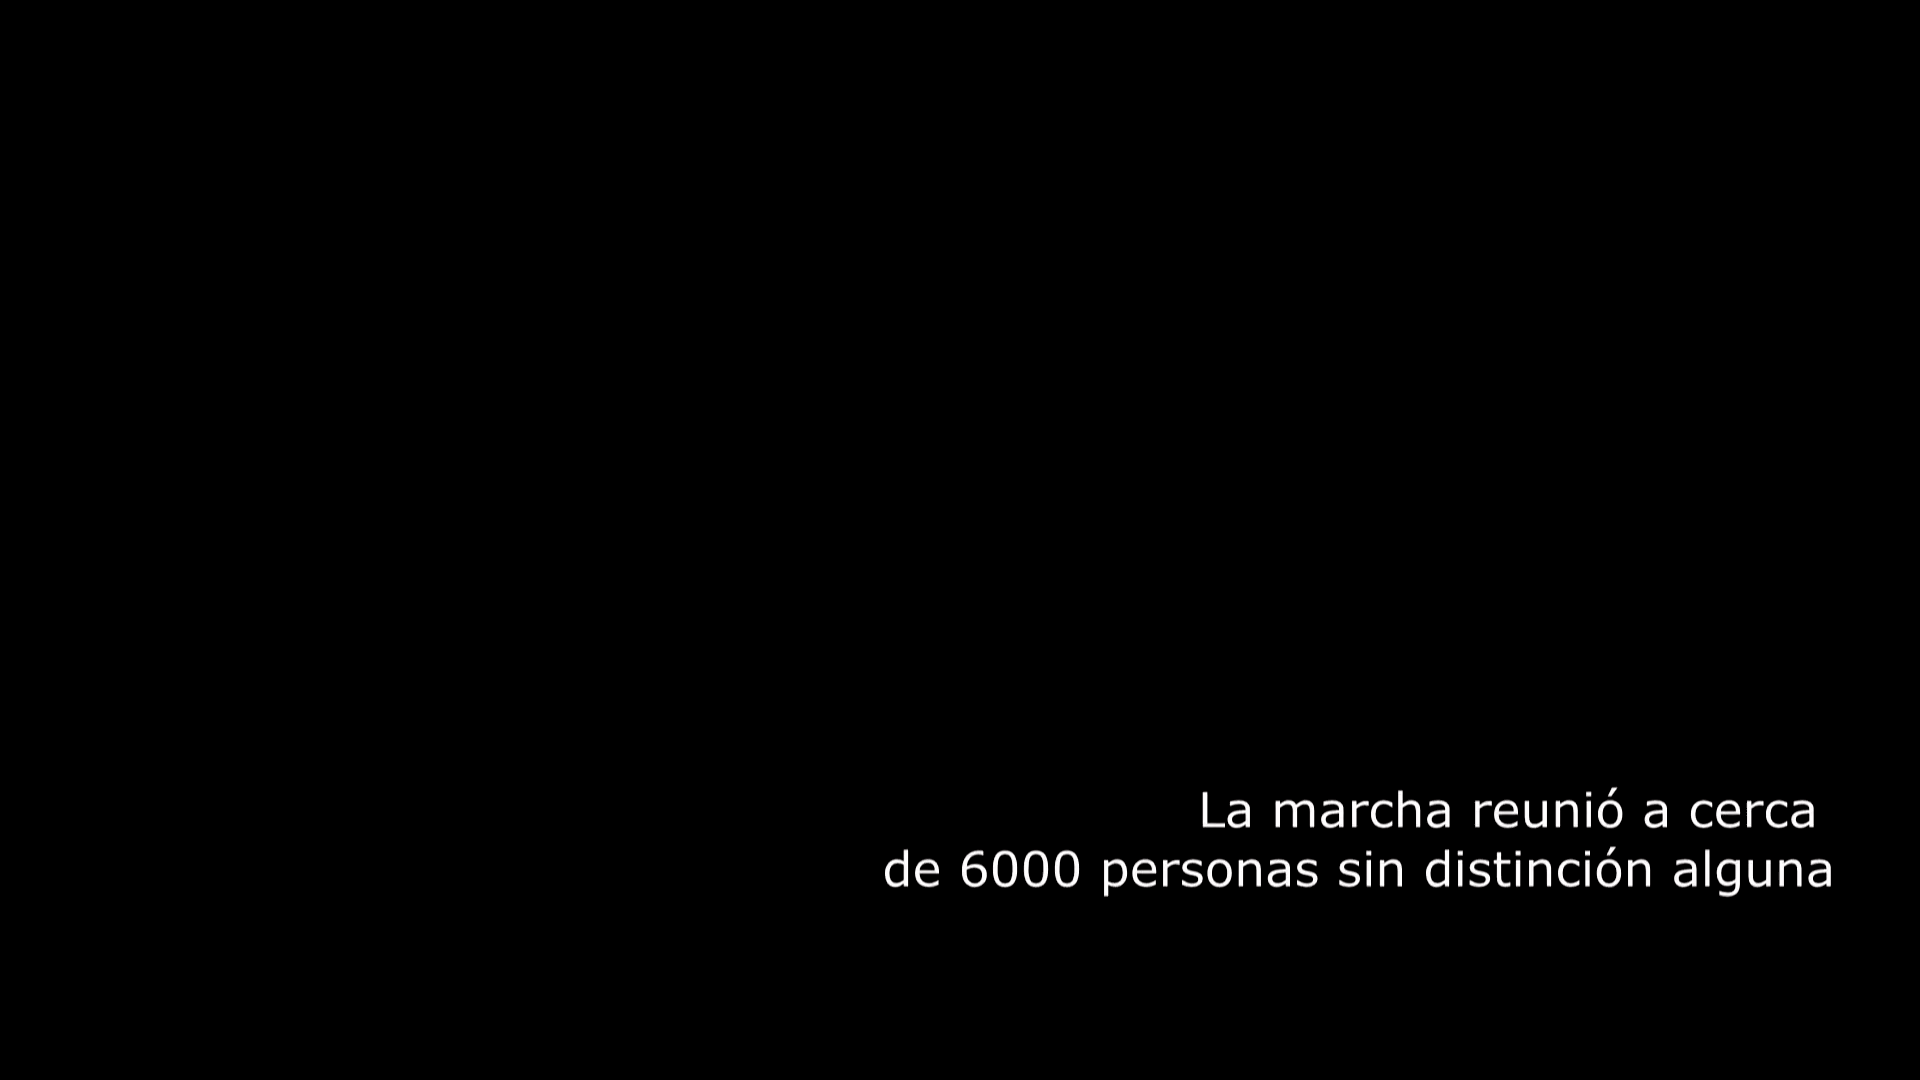 La marcha reunió a cerca
de 6000 personas sin distinción alguna